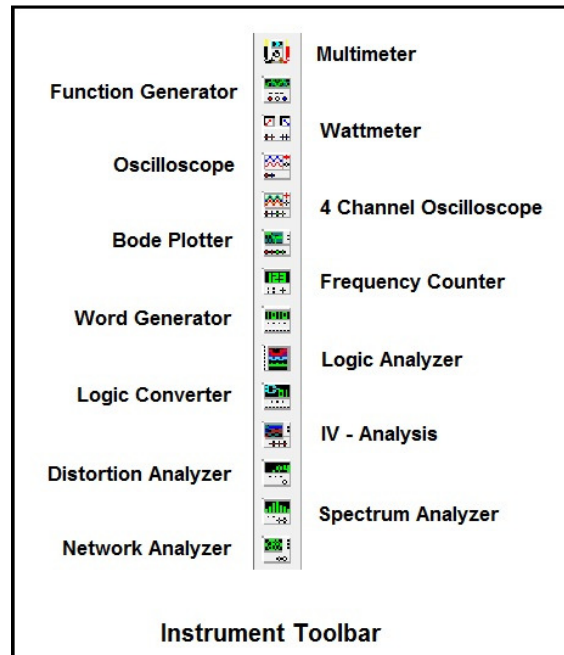 Multimeter
Function Generator
Wattmeter
Oscilloscope
4 Channel Oscilloscope
Bode Plotter
Frequency Counter
Word Generator
Logic Analyzer
Logic Converter
IV - Analysis
Distortion Analyzer
Spectrum Analyzer
Network Analyzer
Instrument Toolbar